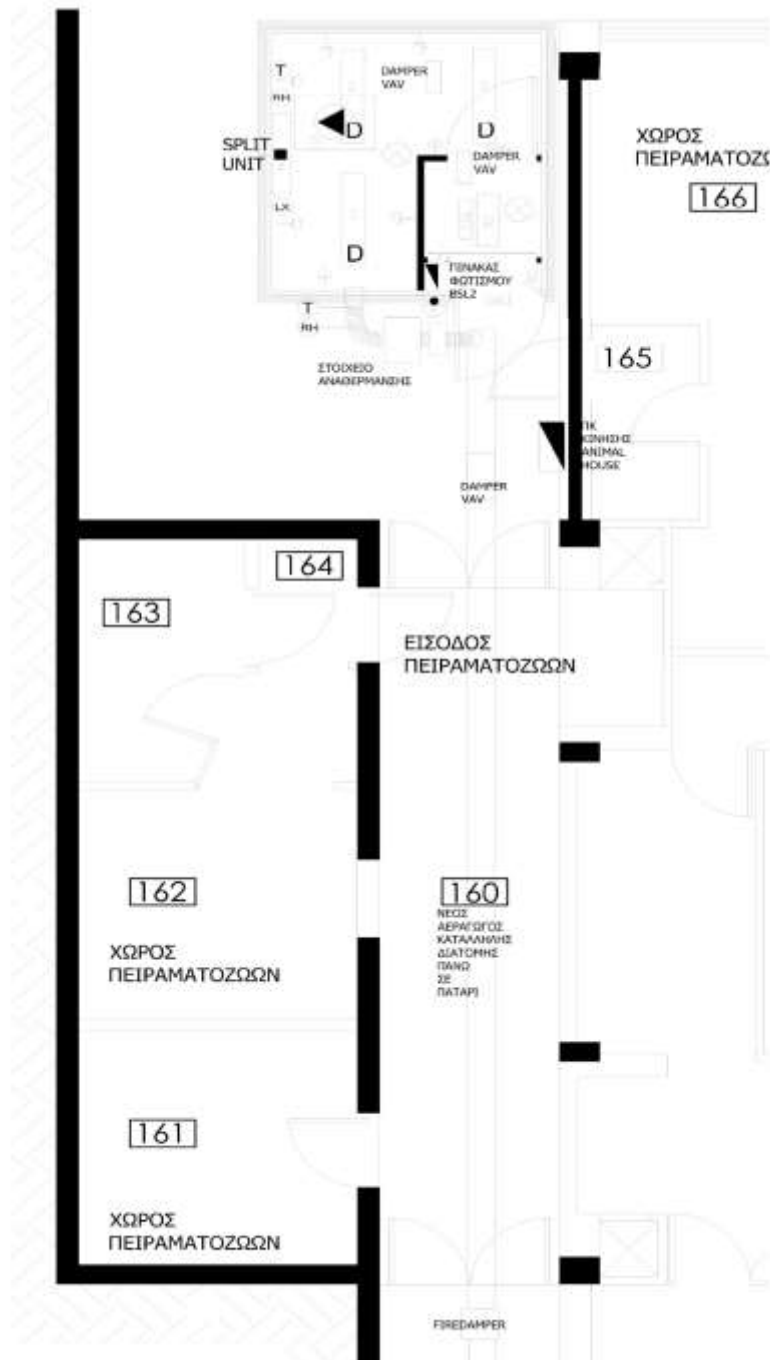 T
DAMPER
VAV
RH
D
D
SPLIT
UNIT
DAMPER
VAV
ΧΩΡΟΣ
ΠΕΙΡΑΜΑΤΟΖΩ
166
LX
D
ΠΙΝΑΚΑΣ
ΦΩΤΙΣΜΟΥ
BSL2
T
RH
ΣΤΟΙΧΕΙΟ
ΑΝΑΘΕΡΜΑΝΣΗΣ
165
ΠΚ
ΚΙΝΗΣΗΣ
ANIMAL
HOUSE
DAMPER
VAV
164
163
ΕΙΣΟΔΟΣ
ΠΕΙΡΑΜΑΤΟΖΩΩΝ
162
ΧΩΡΟΣ
ΠΕΙΡΑΜΑΤΟΖΩΩΝ
160
ΝΕΟΣ
ΑΕΡΑΓΩΓΟΣ
ΚΑΤΑΛΛΗΛΗΣ
ΔΙΑΤΟΜΗΣ
ΠΑΝΩ
ΣΕ
ΠΑΤΑΡΙ
161
ΧΩΡΟΣ
ΠΕΙΡΑΜΑΤΟΖΩΩΝ
FIREDAMPER